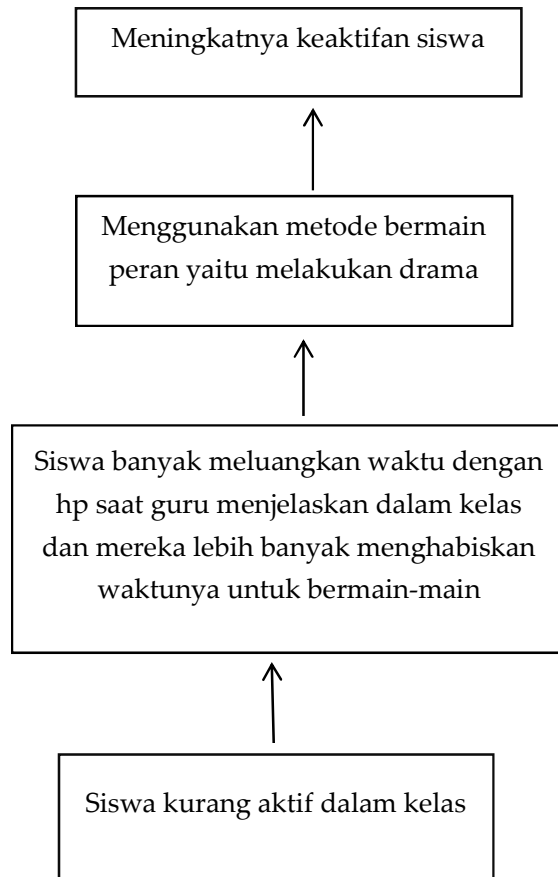 Meningkatnya keaktifan siswa
Menggunakan metode bermain
peran yaitu melakukan drama
Siswa banyak meluangkan waktu dengan
hp saat guru menjelaskan dalam kelas
dan mereka lebih banyak menghabiskan
waktunya untuk bermain-main
Siswa kurang aktif dalam kelas